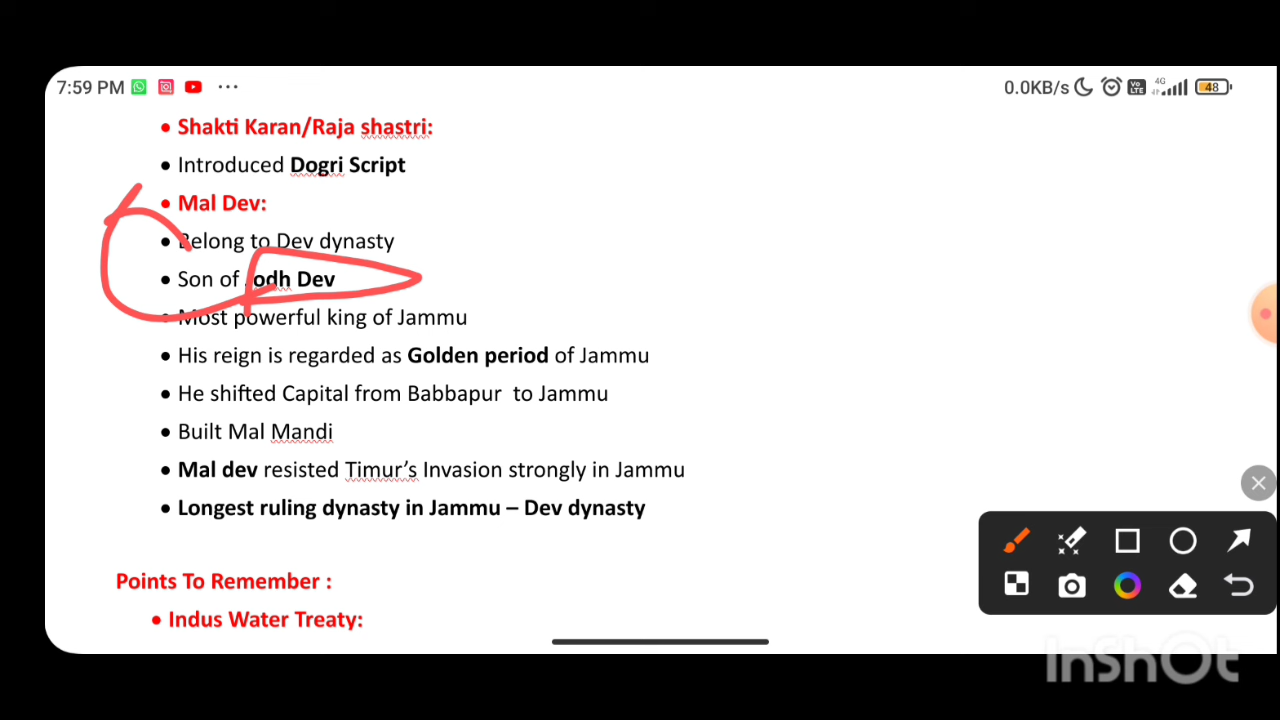 7:59 PM
0.0KB/s
4G
Vo LTE
48
• Shakti Karan/Raja shastri:
• Introduced Dogri Script
• Mal Dev:
• Belong to Dev dynasty
• Son of Jodh Dev
• Most powerful king of Jammu
• His reign is regarded as Golden period of Jammu
• He shifted Capital from Babbapur to Jammu
• Built Mal Mandi
• Mal dev resisted Timur’s Invasion strongly in Jammu
• Longest ruling dynasty in Jammu – Dev dynasty
Points To Remember :
• Indus Water Treaty:
InShOt